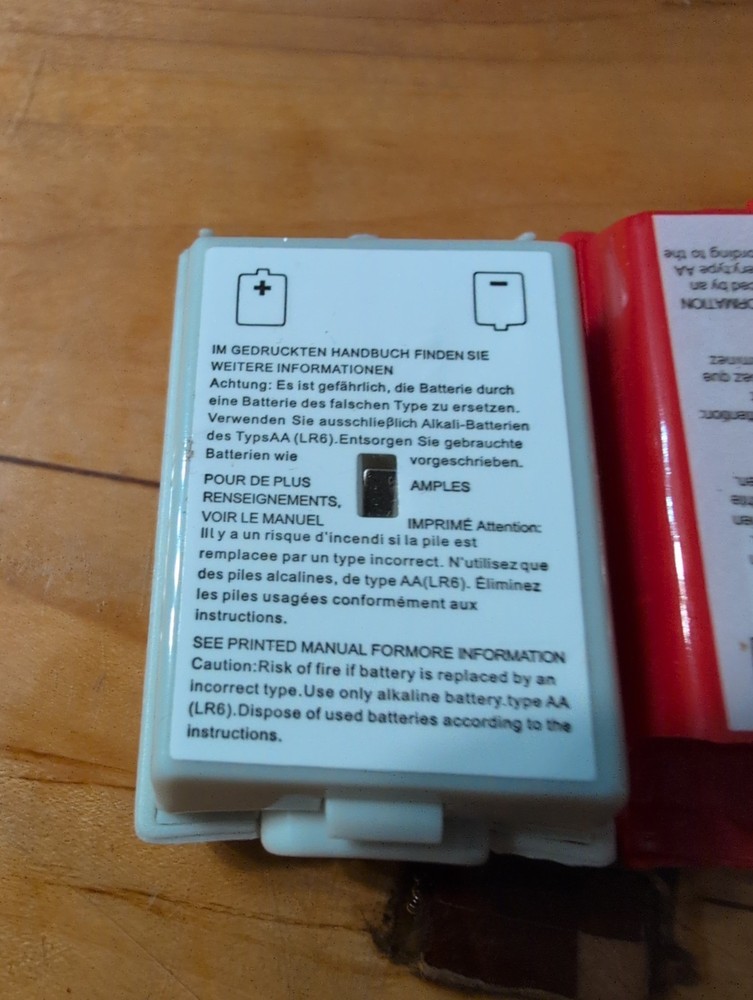 +
-
IM GEDRUCKTEN HANDBUCH FINDEN SIE
WEITERE INFORMATIONEN
Achtung: Es ist gefährlich, die Batterie durch
eine Batterie des falschen Type zu ersetzen.
Verwenden Sie ausschlieβlich Alkali-Batterien
des TypsAA (LR6).Entsorgen Sie gebrauchte
Batterien wie vorgeschrieben.
POUR DE PLUS AMPLES
RENSEIGNEMENTS,
VOIR LE MANUEL IMPRIMÉ Attention:
Ill y a un risque d'incendi si la pile est
remplacee par un type incorrect. N'utilisez que
des piles alcalines, de type AA(LR6). Éliminez
les piles usagées conformément aux
instructions.
SEE PRINTED MANUAL FORMORE INFORMATION
Caution:Risk of fire if battery is replaced by an
incorrect type.Use only alkaline battery.type AA
(LR6).Dispose of used batteries according to the
instructions.